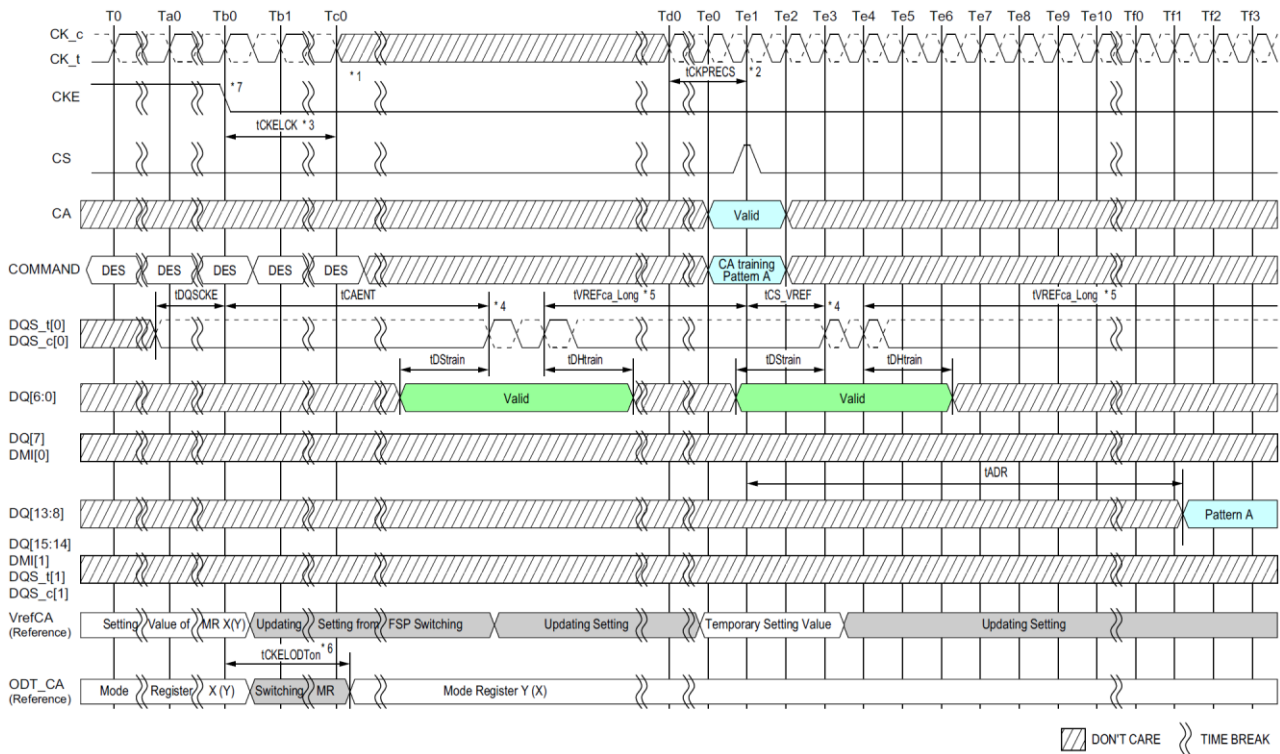 T0 Ta0 Tb0 Tb1 Tc0 Td0 Te0 Te1 Te2 Te3 Te4 Te5 Te6 Te7 Te8 Te9 Te10 Tf0 Tf1 Tf2 Tf3
CK_c
CK_t
* 1
tCKPRECS * 2
CKE
* 7
tCKELCK * 3
CS
CA
Valid
COMMAND
DES DES DES DES DES
CA training
Pattern A
tDQSCKE tCAENT * 4 tVREFca_Long * 5 tCS_VREF * 4 tVREFca_Long * 5
DQS_t[0]
DQS_c[0]
tDStrain tDHtrain tDStrain tDHtrain
DQ[6:0]
Valid Valid
DQ[7]
DMI[0]
tADR
DQ[13:8]
Pattern A
DQ[15:14]
DMI[1]
DQS_t[1]
DQS_c[1]
VrefCA
(Reference)
Setting Value of MR X(Y) Updating Setting from FSP Switching Updating Setting Temporary Setting Value Updating Setting
tCKELODTon * 6
ODT_CA
(Reference)
Mode Register X (Y) Switching MR Mode Register Y (X)
DON'T CARE TIME BREAK